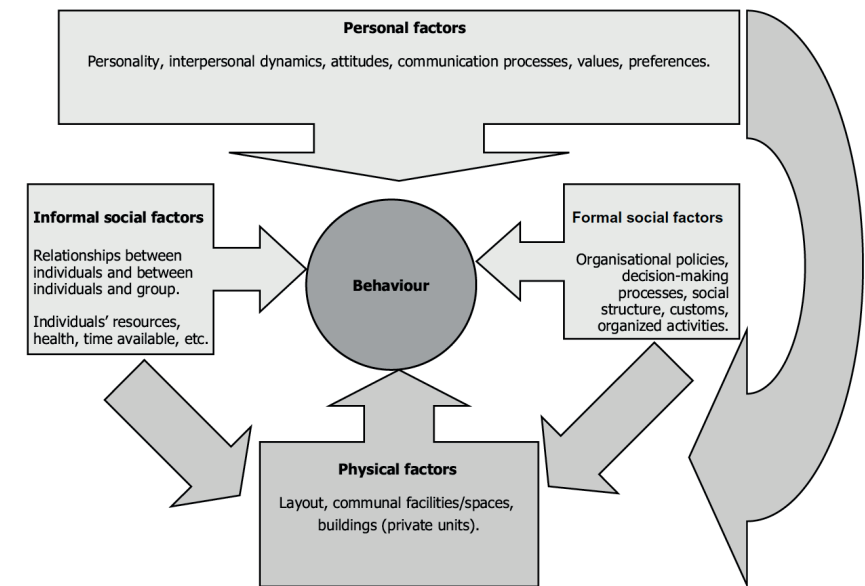 Personal factors
Personality, interpersonal dynamics, attitudes, communication processes, values, preferences.
Informal social factors
Relationships between
individuals and between
individuals and group.
Individuals’ resources,
health, time available, etc.
Behaviour
Formal social factors
Organisational policies,
decision-making
processes, social
structure, customs,
organized activities.
Physical factors
Layout, communal facilities/spaces,
buildings (private units).